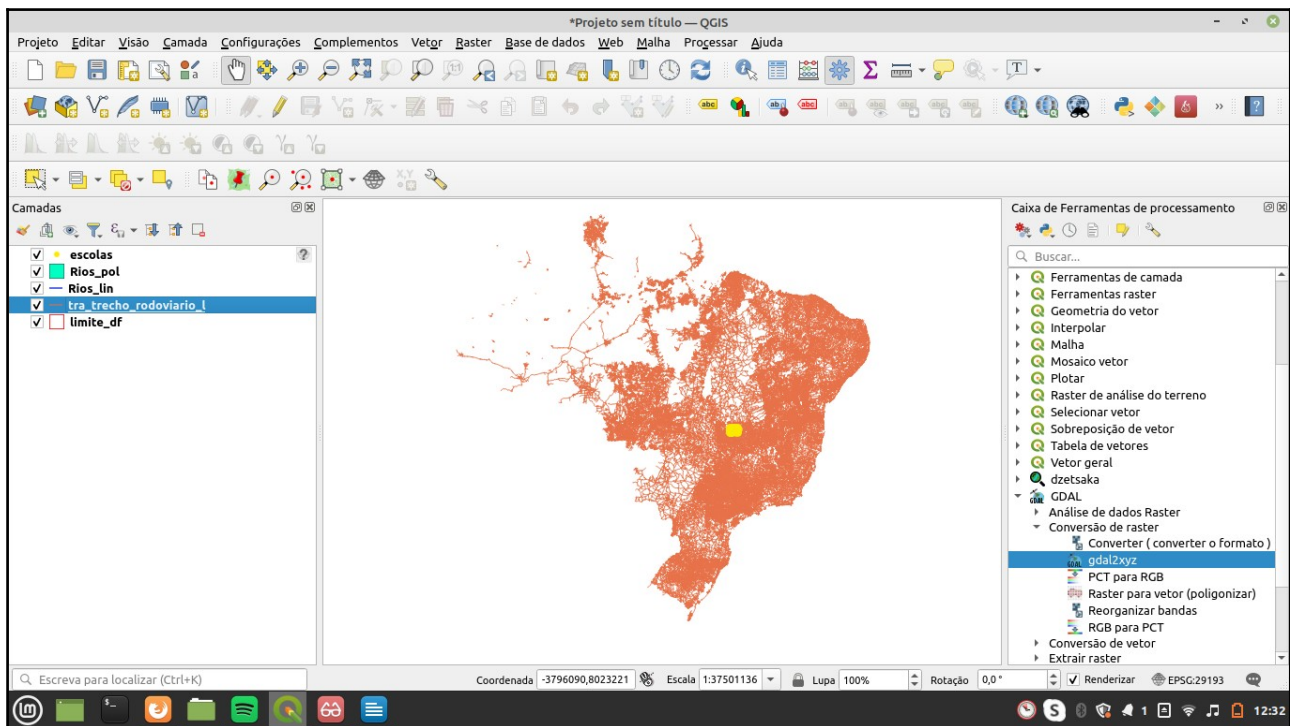 *Projeto sem título — QGIS
Projeto Editar Visão Camada Configurações Complementos Vetor Raster Base de dados Web Malha Processar Ajuda
Camadas
escolas
Rios_pol
Rios_lin
tra_trecho_rodoviario_l
limite_df
Caixa de Ferramentas de processamento
Buscar...
Ferramentas de camada
Ferramentas raster
Geometria do vetor
Interpolar
Malha
Mosaico vetor
Plotar
Raster de análise do terreno
Selecionar vetor
Sobreposição de vetor
Tabela de vetores
Vetor geral
dzetsaka
GDAL
Análise de dados Raster
Conversão de raster
Converter ( converter o formato )
gdal2xyz
PCT para RGB
Raster para vetor (poligonizar)
Reorganizar bandas
RGB para PCT
Conversão de vetor
Extrair raster
Escreva para localizar (Ctrl+K)
Coordenada -3796090,8023221 Escala 1:37501136 Lupa 100% Rotação 0,0 ° Renderizar EPSG:29193
1 12:32